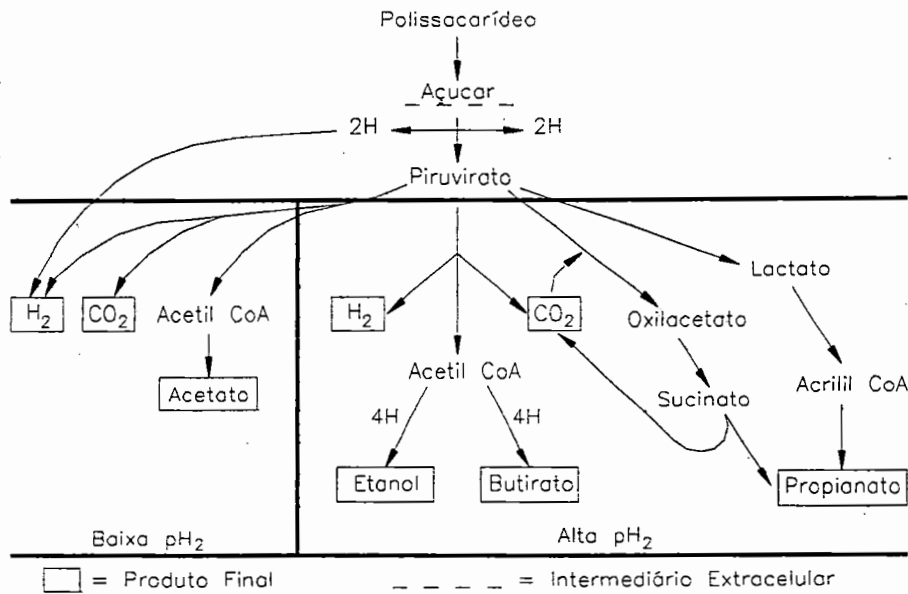 Polissacarídeo
Açucar
2H 2H
Piruvirato
H2 CO2 Acetil CoA
Acetato
H2 CO2 Oxilacetato Lactato
Acetil CoA Sucinato Acrilil CoA
4H 4H
Etanol Butirato Propianato
Baixa pH2 Alta pH2
= Produto Final = Intermediário Extracelular